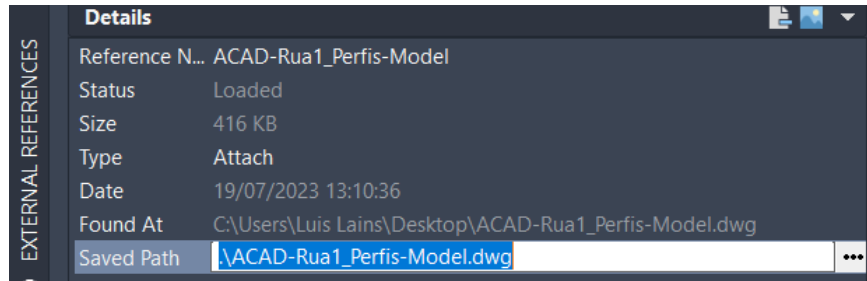 Details
EXTERNAL REFERENCES
Reference N... ACAD-Rua1_Perfis-Model
Status Loaded
Size 416 KB
Type Attach
Date 19/07/2023 13:10:36
Found At C:\Users\Luis Lains\Desktop\ACAD-Rua1_Perfis-Model.dwg
Saved Path .\ACAD-Rua1_Perfis-Model.dwg